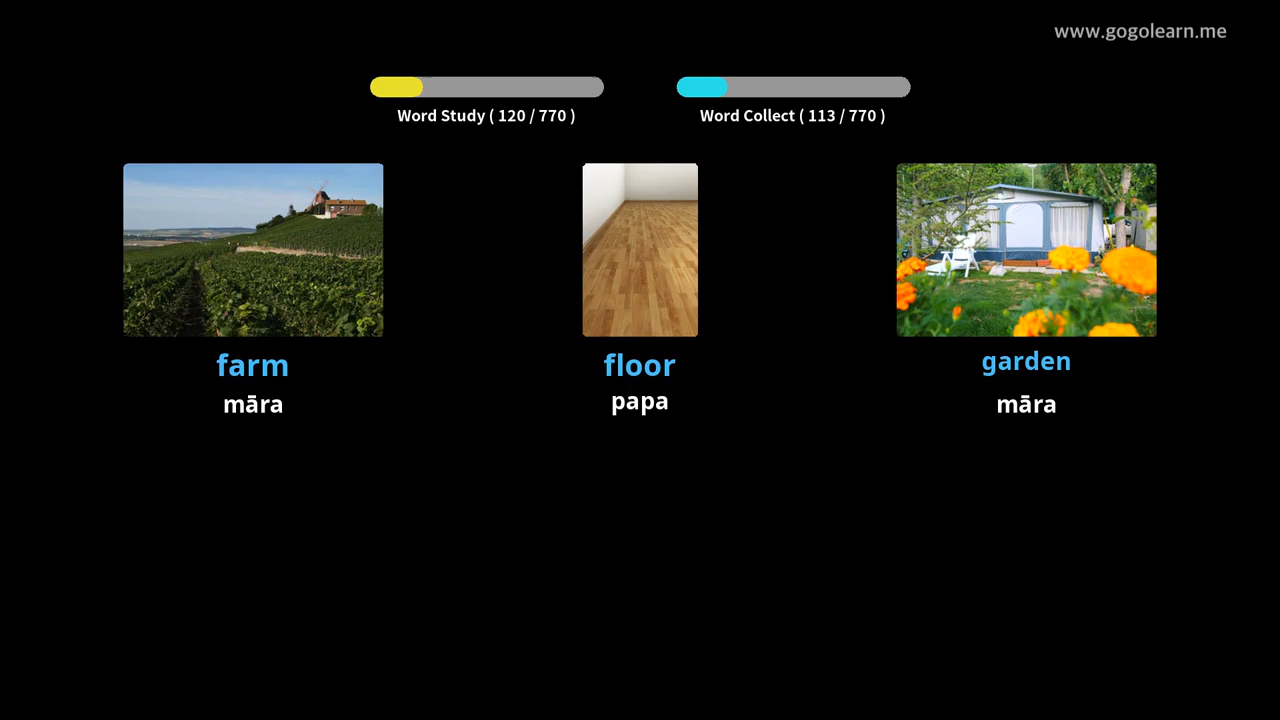 www.gogolearn.me
Word Study ( 120 / 770 )
Word Collect ( 113 / 770 )
farm
māra
floor
papa
garden
māra